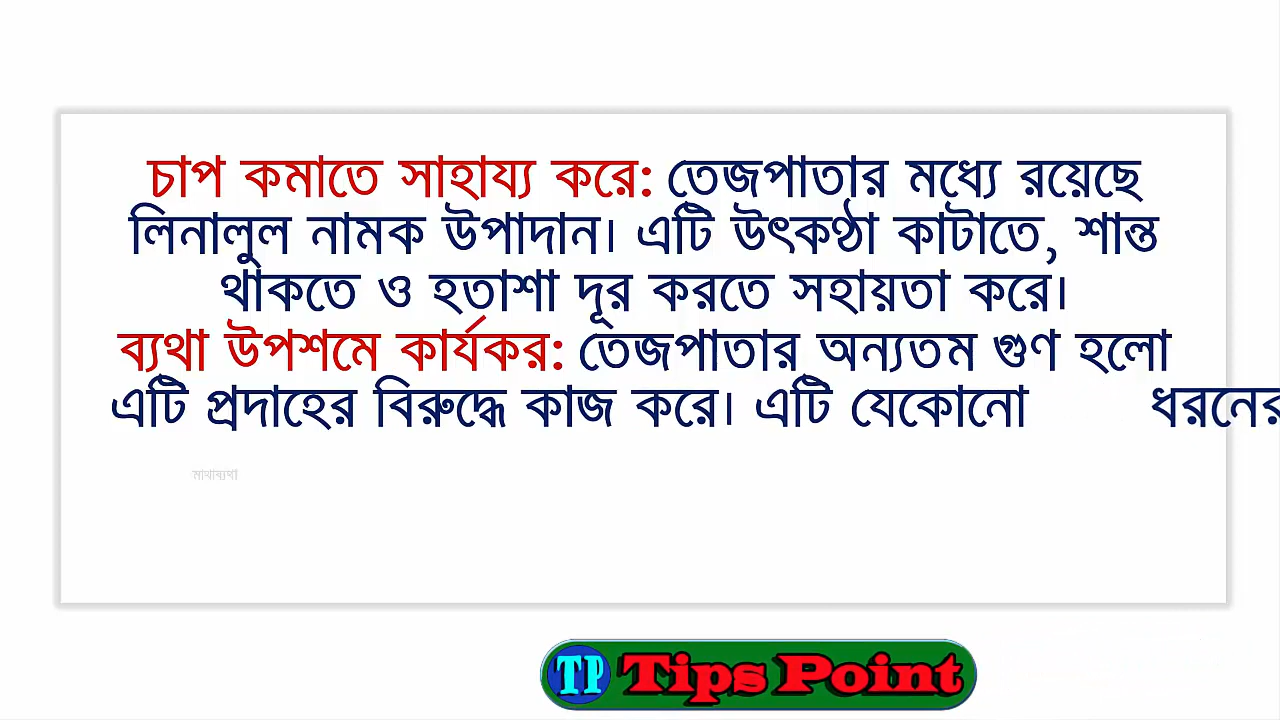 চাপ কমাতে সাহায্য করে: তেজপাতার মধ্যে রয়েছে
লিনালুল নামক উপাদান। এটি উৎকণ্ঠা কাটাতে, শান্ত
থাকতে ও হতাশা দূর করতে সহায়তা করে।
ব্যথা উপশমে কার্যকর: তেজপাতার অন্যতম গুণ হলো
এটি প্রদাহের বিরুদ্ধে কাজ করে। এটি যেকোনো ধরনের
মাথাব্যথা
TP Tips Point